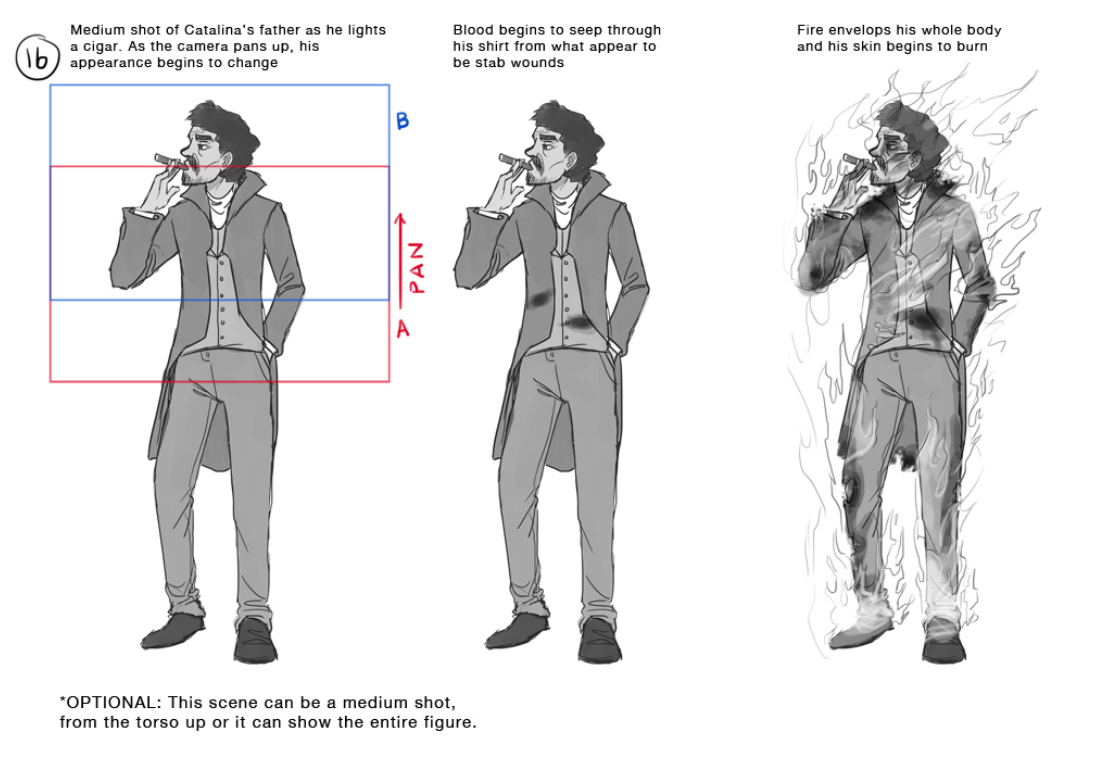 16
Medium shot of Catalina's father as he lights
a cigar. As the camera pans up, his
appearance begins to change
Blood begins to seep through
his shirt from what appear to
be stab wounds
Fire envelops his whole body
and his skin begins to burn
B
PAN
A
*OPTIONAL: This scene can be a medium shot,
from the torso up or it can show the entire figure.